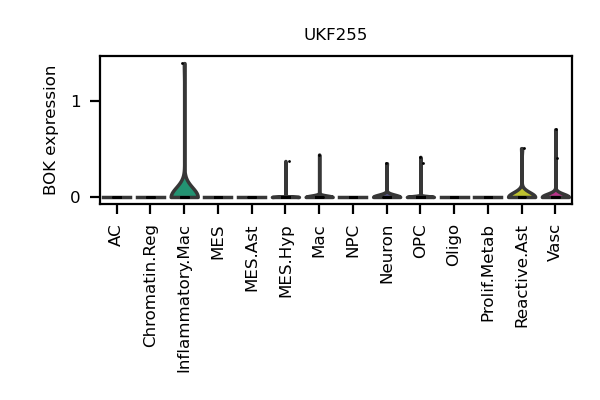 UKF255
BOK expression
1
0
AC
Chromatin.Reg
Inflammatory.Mac
MES
MES.Ast
MES.Hyp
Mac
NPC
Neuron
OPC
Oligo
Prolif.Metab
Reactive.Ast
Vasc